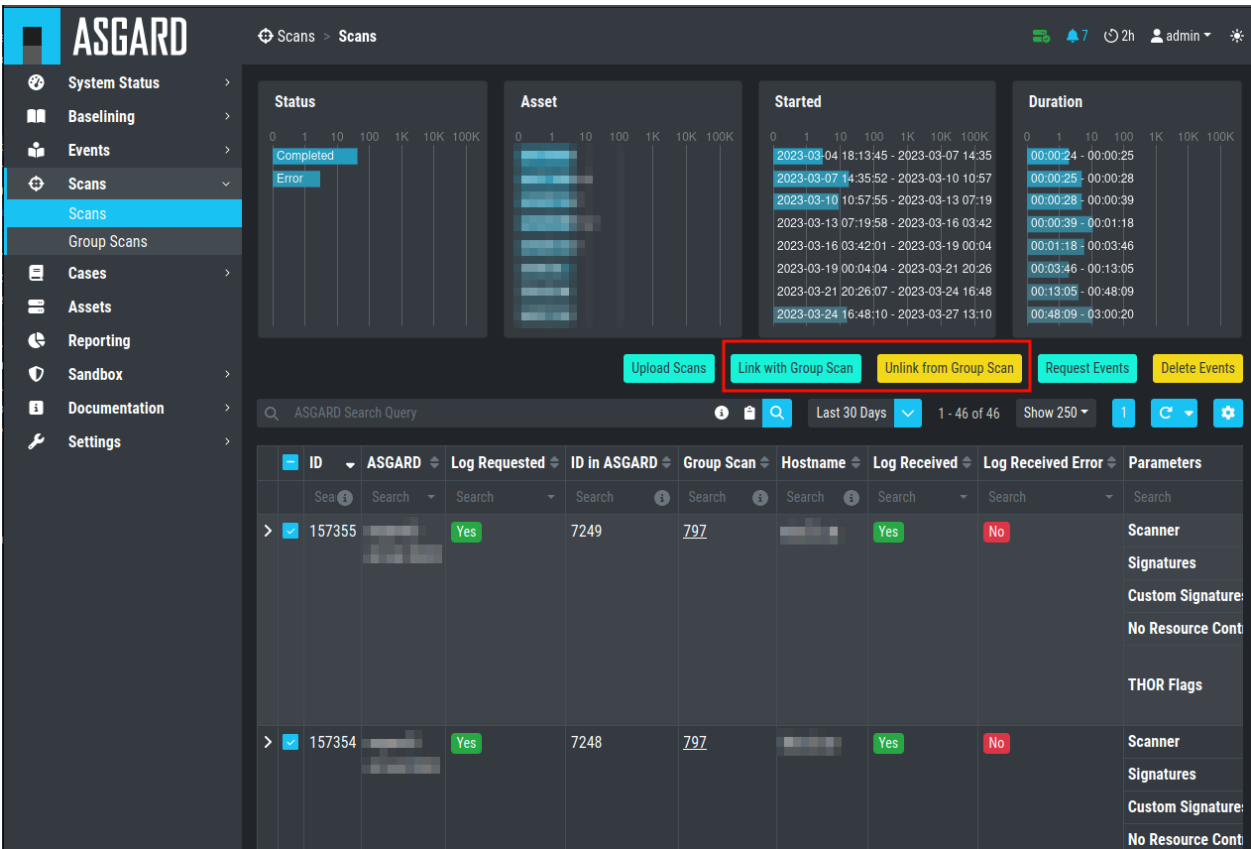 ASGARD
Scans > Scans
7 2h admin
System Status
Baselining
Events
Scans
Scans
Group Scans
Cases
Assets
Reporting
Sandbox
Documentation
Settings
Status
0 1 10 100 1K 10K 100K
Completed
Error
Asset
0 1 10 100 1K 10K 100K
Started
0 1 10 100 1K 10K 100K
2023-03-04 18:13:45 - 2023-03-07 14:35
2023-03-07 14:35:52 - 2023-03-10 10:57
2023-03-10 10:57:55 - 2023-03-13 07:19
2023-03-13 07:19:58 - 2023-03-16 03:42
2023-03-16 03:42:01 - 2023-03-19 00:04
2023-03-19 00:04:04 - 2023-03-21 20:26
2023-03-21 20:26:07 - 2023-03-24 16:48
2023-03-24 16:48:10 - 2023-03-27 13:10
Duration
0 1 10 100 1K 10K 100K
00:00:24 - 00:00:25
00:00:25 - 00:00:28
00:00:28 - 00:00:39
00:00:39 - 00:01:18
00:01:18 - 00:03:46
00:03:46 - 00:13:05
00:13:05 - 00:48:09
00:48:09 - 03:00:20
Upload Scans Link with Group Scan Unlink from Group Scan Request Events Delete Events
ASGARD Search Query Last 30 Days 1 - 46 of 46 Show 250 1
ID ASGARD Log Requested ID in ASGARD Group Scan Hostname Log Received Log Received Error Parameters
Sea Search Search Search Search Search Search Search Search
157355 Yes 7249 797 Yes No Scanner
Signatures
Custom Signatures
No Resource Cont
THOR Flags
157354 Yes 7248 797 Yes No Scanner
Signatures
Custom Signatures
No Resource Cont